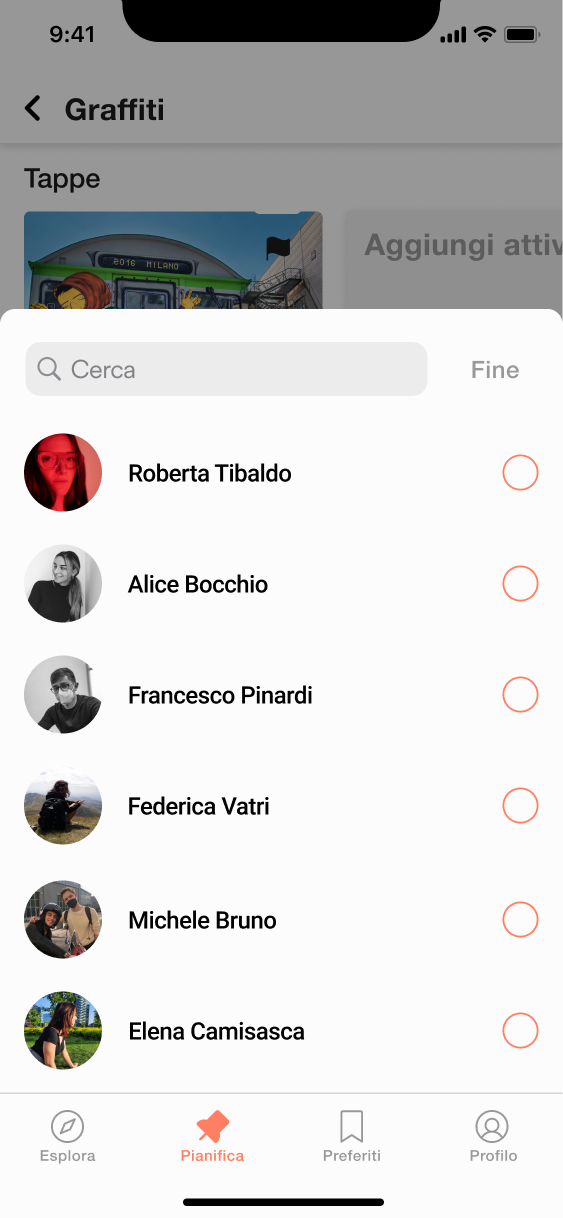 9:41
Graffiti
Tappe
2016 MILANO
Aggiungi attiv
Cerca
Fine
Roberta Tibaldo
Alice Bocchio
Francesco Pinardi
Federica Vatri
Michele Bruno
Elena Camisasca
Esplora
Pianifica
Preferiti
Profilo